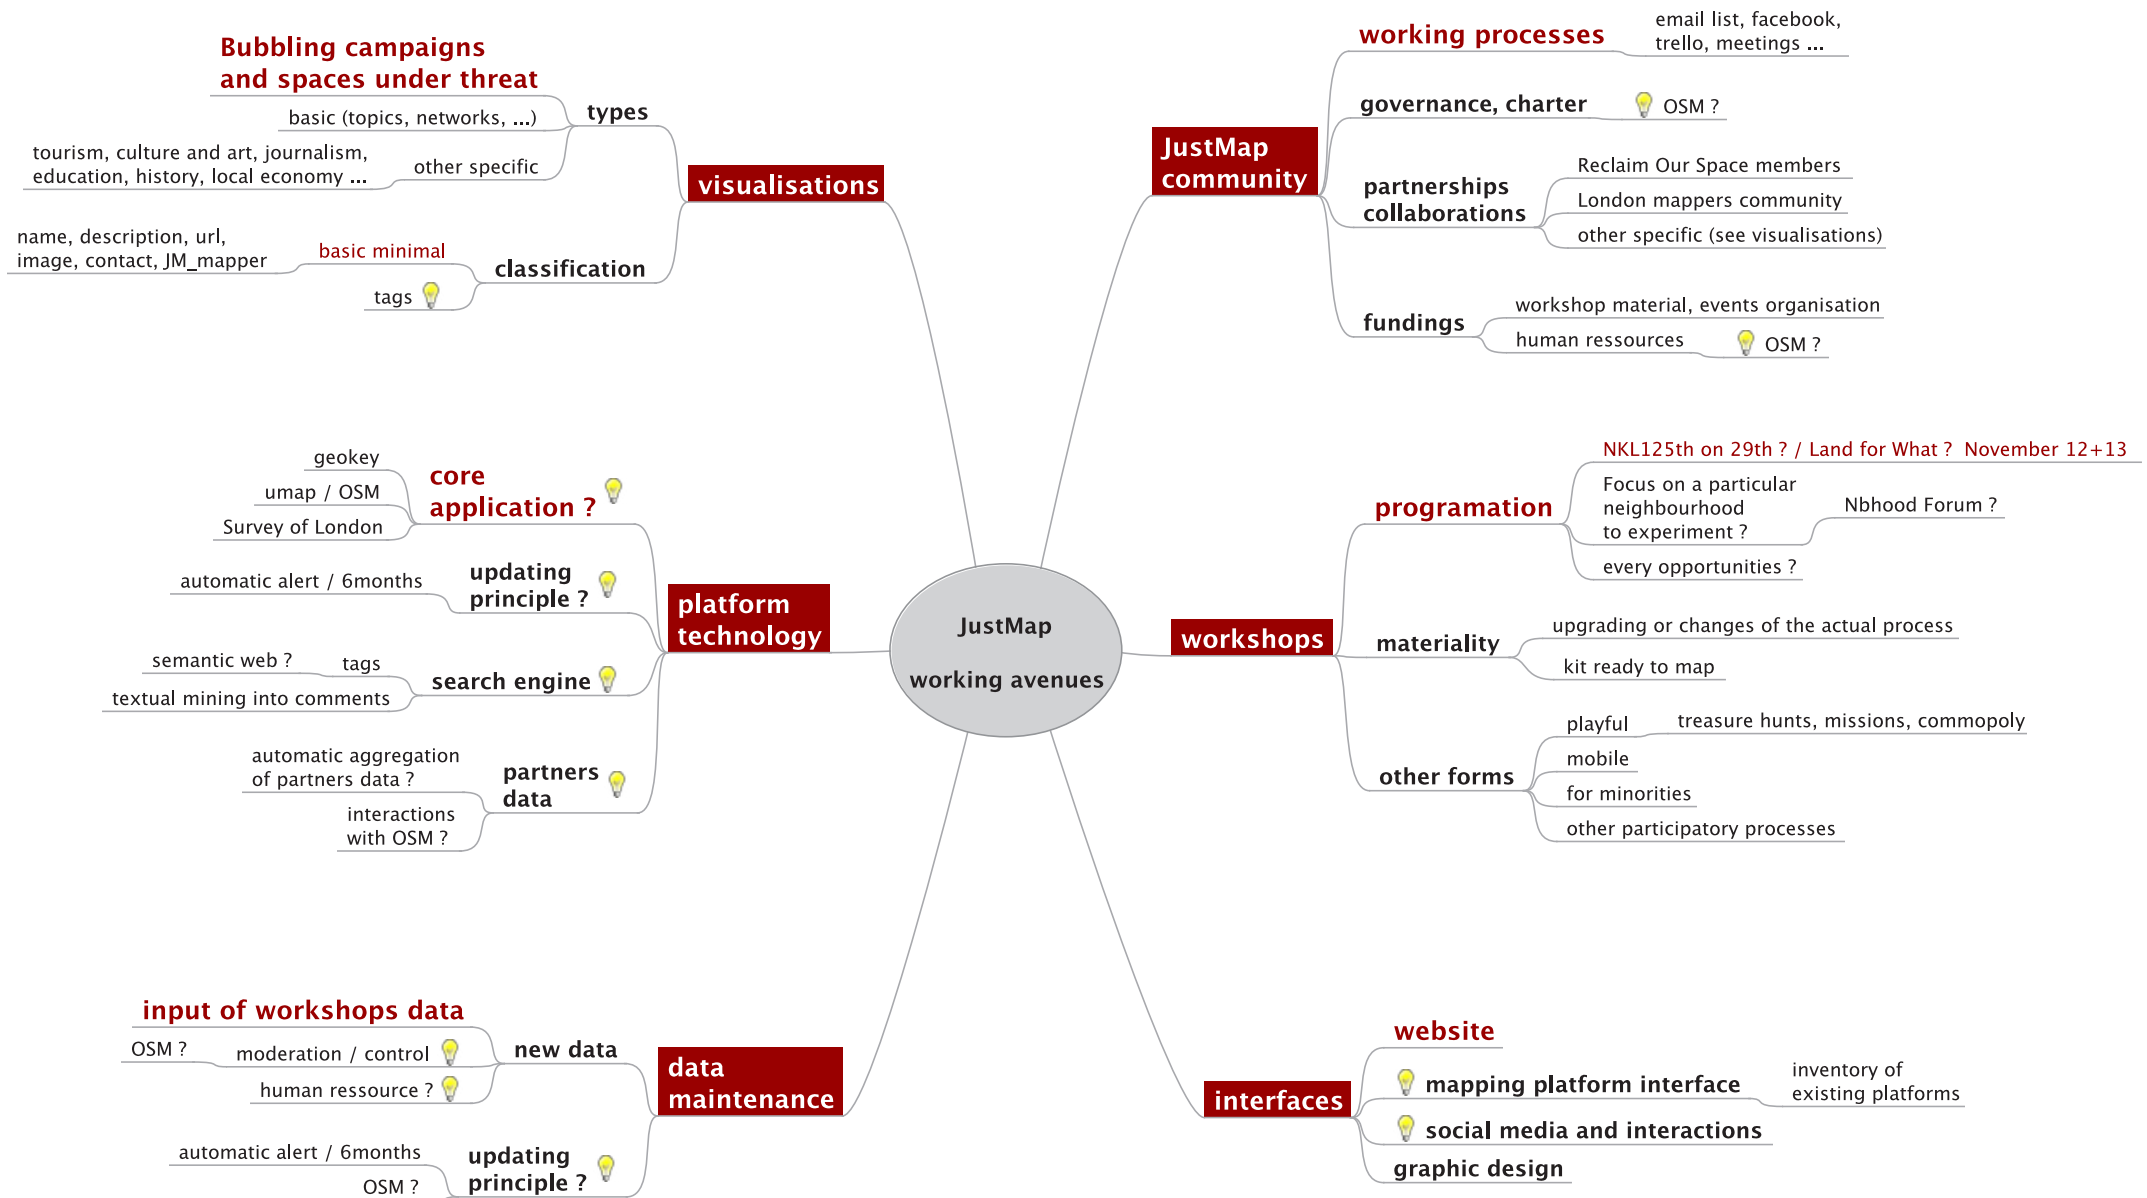 JustMap
working avenues
visualisations
types
Bubbling campaigns
and spaces under threat
basic (topics, networks, ...)
other specific
tourism, culture and art, journalism,
education, history, local economy ...
classification
basic minimal
name, description, url,
image, contact, JM_mapper
tags
platform
technology
core
application ?
geokey
umap / OSM
Survey of London
updating
principle ?
automatic alert / 6months
search engine
tags
semantic web ?
textual mining into comments
partners
data
automatic aggregation
of partners data ?
interactions
with OSM ?
data
maintenance
new data
input of workshops data
moderation / control
OSM ?
human ressource ?
updating
principle ?
automatic alert / 6months
OSM ?
JustMap
community
working processes
email list, facebook,
trello, meetings ...
governance, charter
OSM ?
partnerships
collaborations
Reclaim Our Space members
London mappers community
other specific (see visualisations)
fundings
workshop material, events organisation
human ressources
OSM ?
workshops
programation
NKL125th on 29th ? / Land for What ?  November 12+13
Focus on a particular
neighbourhood
to experiment ?
Nbhood Forum ?
every opportunities ?
materiality
upgrading or changes of the actual process
kit ready to map
other forms
playful
treasure hunts, missions, commopoly
mobile
for minorities
other participatory processes
interfaces
website
mapping platform interface
inventory of
existing platforms
social media and interactions
graphic design